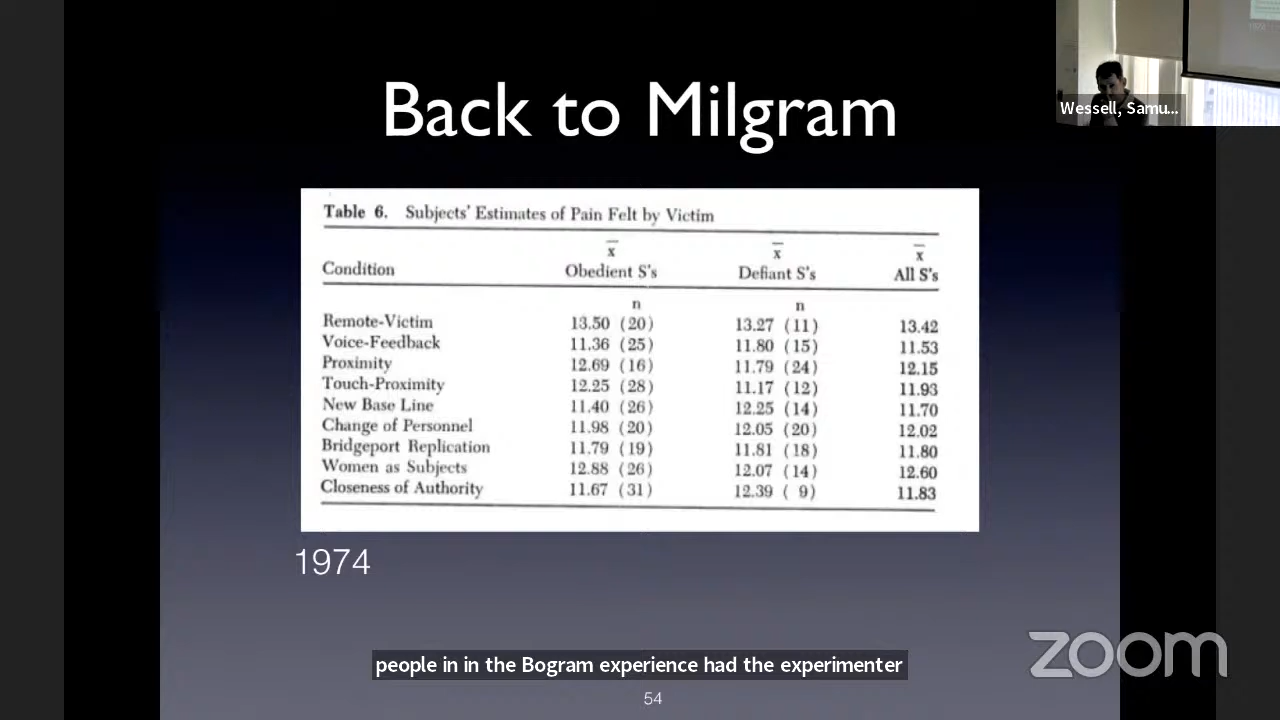 Back to Milgram
Wessell, Samu...
Table 6. Subjects' Estimates of Pain Felt by Victim
x̄ x̄ x̄
Condition Obedient S's Defiant S's All S's
n n
Remote-Victim 13.50 (20) 13.27 (11) 13.42
Voice-Feedback 11.36 (25) 11.80 (15) 11.53
Proximity 12.69 (16) 11.79 (24) 12.15
Touch-Proximity 12.25 (28) 11.17 (12) 11.93
New Base Line 11.40 (26) 12.25 (14) 11.70
Change of Personnel 11.98 (20) 12.05 (20) 12.02
Bridgeport Replication 11.79 (19) 11.81 (18) 11.80
Women as Subjects 12.88 (26) 12.07 (14) 12.60
Closeness of Authority 11.67 (31) 12.39 ( 9) 11.83
1974
people in in the Bogram experience had the experimenter
zoom
54